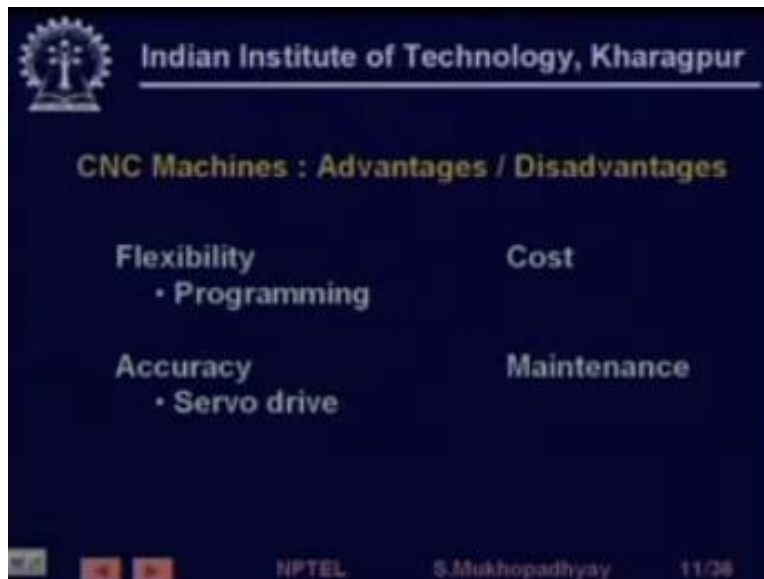 Indian Institute of Technology, Kharagpur
CNC Machines : Advantages / Disadvantages
Flexibility
• Programming
Cost
Accuracy
• Servo drive
Maintenance
NPTEL S.Mukhopadhyay 11/36